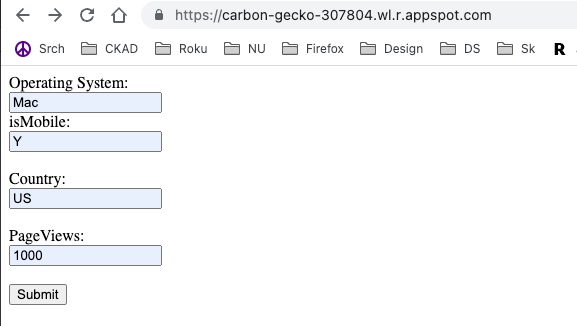 https://carbon-gecko-307804.wl.r.appspot.com
Srch CKAD Roku NU Firefox Design DS Sk R
Operating System:
Mac
isMobile:
Y
Country:
US
PageViews:
1000
Submit